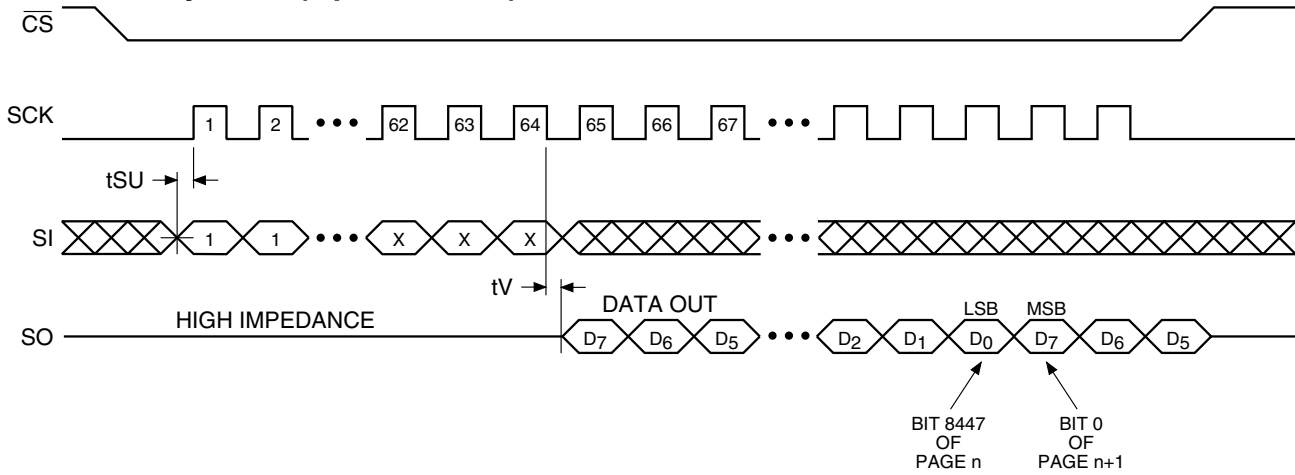 CS
SCK
1 2 ••• 62 63 64 65 66 67 •••
tSU
SI
1 1 ••• X X X •••
tV
DATA OUT
LSB MSB
HIGH IMPEDANCE
SO
D7 D6 D5 ••• D2 D1 D0 D7 D6 D5
BIT 8447
OF
PAGE n
BIT 0
OF
PAGE n+1